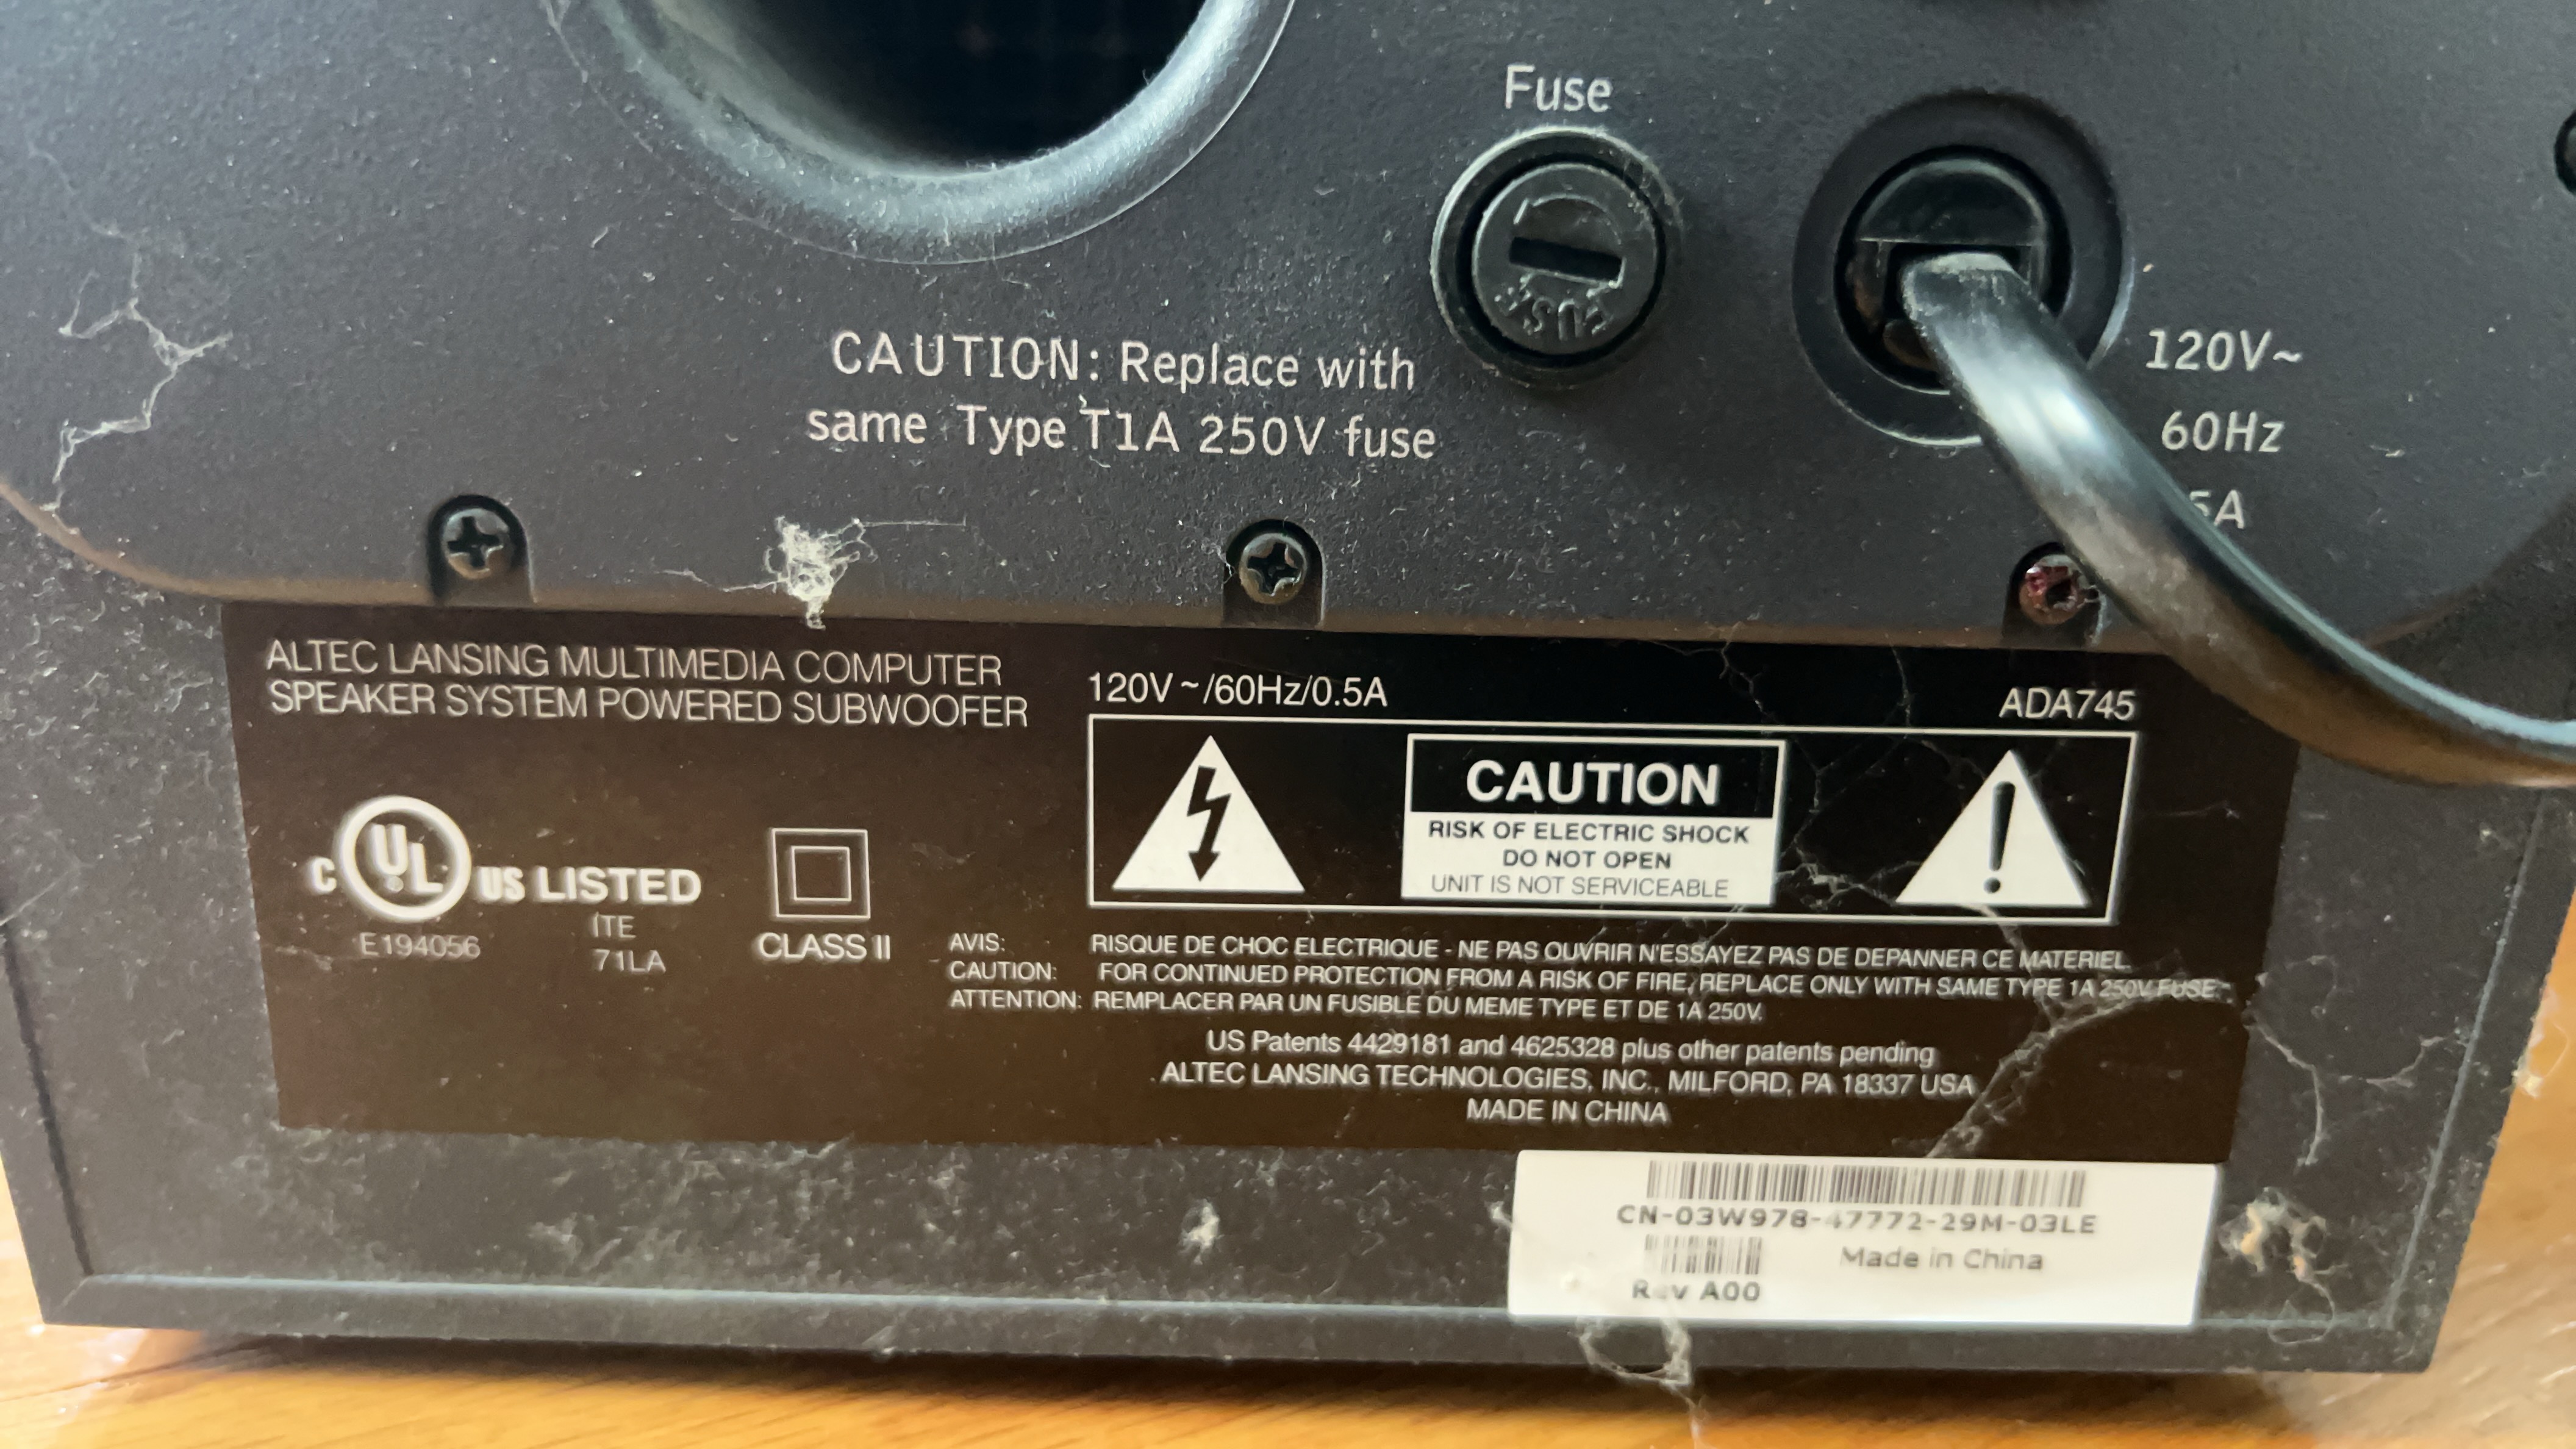 Fuse
FUSE
CAUTION: Replace with
same Type T1A 250V fuse
120V~
60Hz
5A
ALTEC LANSING MULTIMEDIA COMPUTER
SPEAKER SYSTEM POWERED SUBWOOFER
120V~/60Hz/0.5A
ADA745
CAUTION
RISK OF ELECTRIC SHOCK
DO NOT OPEN
UNIT IS NOT SERVICEABLE
C UL US LISTED
ITE
E194056
71LA
CLASS II
AVIS: RISQUE DE CHOC ELECTRIQUE - NE PAS OUVRIR N'ESSAYEZ PAS DE DEPANNER CE MATERIEL.
CAUTION: FOR CONTINUED PROTECTION FROM A RISK OF FIRE, REPLACE ONLY WITH SAME TYPE 1A 250V FUSE
ATTENTION: REMPLACER PAR UN FUSIBLE DU MEME TYPE ET DE 1A 250V.
US Patents 4429181 and 4625328 plus other patents pending
ALTEC LANSING TECHNOLOGIES, INC., MILFORD, PA 18337 USA
MADE IN CHINA
CN-03W978-47772-29M-03LE
Made in China
Rev A00